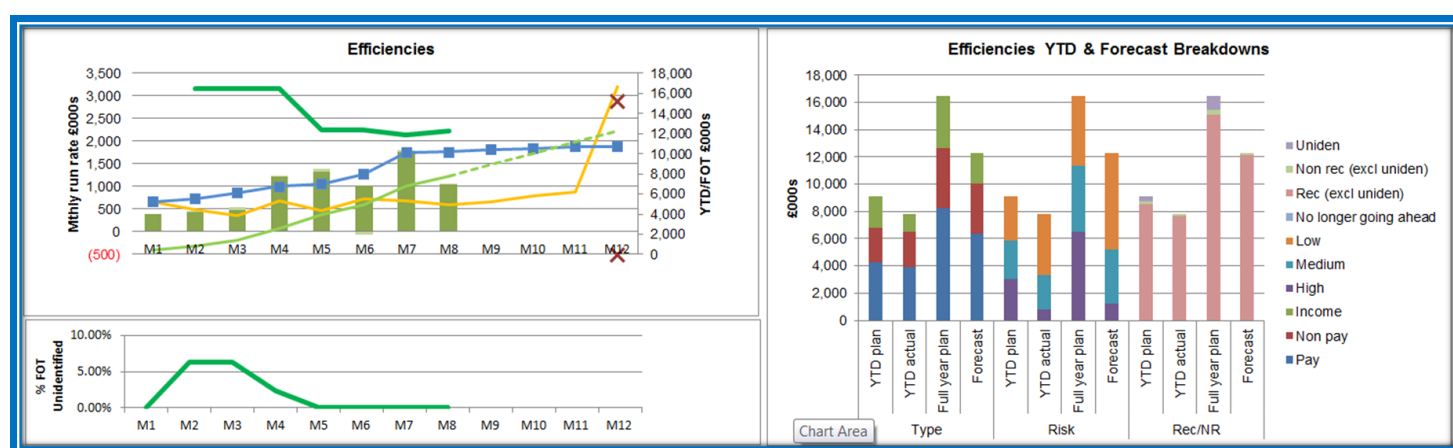 Efficiencies
Mthly run rate £000s
3,500
3,000
2,500
2,000
1,500
1,000
500
0
(500)
M1 M2 M3 M4 M5 M6 M7 M8 M9 M10 M11 M12
18,000
16,000
14,000
12,000
10,000
8,000
6,000
4,000
2,000
0
YTD/FOT £000s
% FOT
Unidentified
10.00%
5.00%
0.00%
M1 M2 M3 M4 M5 M6 M7 M8 M9 M10 M11 M12
Efficiencies YTD & Forecast Breakdowns
£000s
18,000
16,000
14,000
12,000
10,000
8,000
6,000
4,000
2,000
0
YTD plan
YTD actual
Full year plan
Forecast
YTD plan
YTD actual
Full year plan
Forecast
YTD plan
YTD actual
Full year plan
Forecast
Type Risk Rec/NR
Chart Area
Uniden
Non rec (excl uniden)
Rec (excl uniden)
No longer going ahead
Low
Medium
High
Income
Non pay
Pay